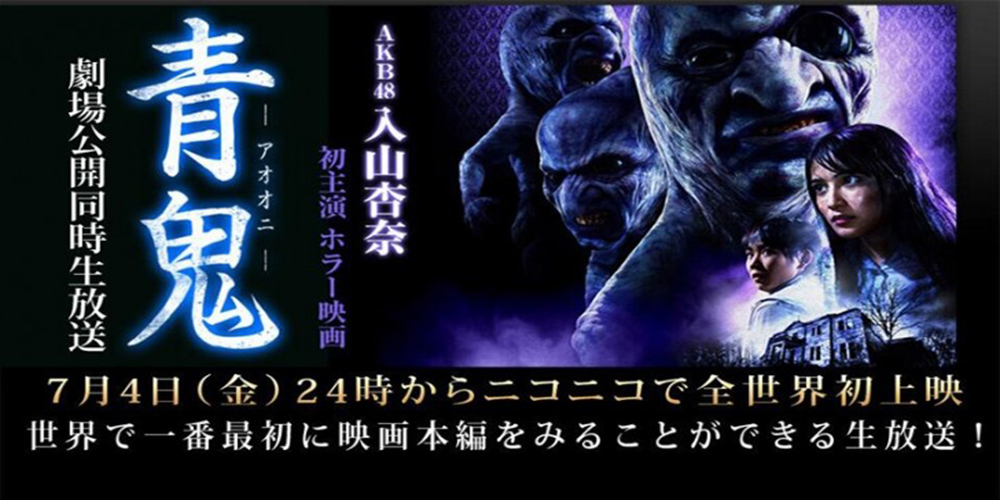 青鬼
― アオオニ ―
劇場公開同時生放送
AKB48 入山杏奈
初主演 ホラー映画
7月4日(金)24時からニコニコで全世界初上映
世界で一番最初に映画本編をみることができる生放送!